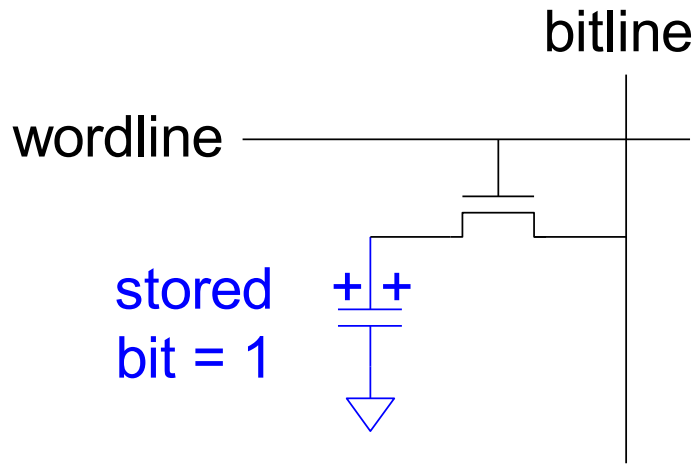 bitline
wordline
+ +
stored
bit = 1